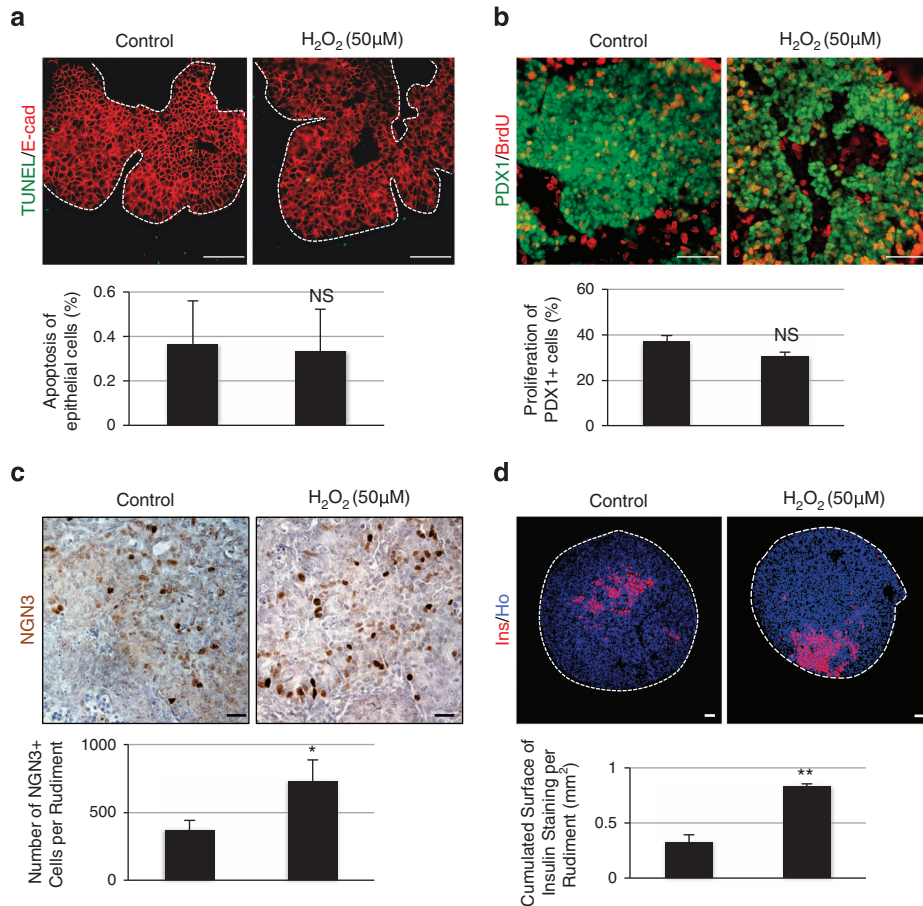 a
Control
H₂O₂ (50µM)
TUNEL/E-cad
Apoptosis of
epithelial cells (%)
0.6
0.4
0.2
0
NS
b
Control
H₂O₂ (50µM)
PDX1/BrdU
Proliferation of
PDX1+ cells (%)
60
40
20
0
NS
c
Control
H₂O₂ (50µM)
NGN3
Number of NGN3+
Cells per Rudiment
1000
500
0
*
d
Control
H₂O₂ (50µM)
Ins/Ho
Cumulated Surface of
Insulin Staining per
Rudiment (mm²)
1
0.5
0
**